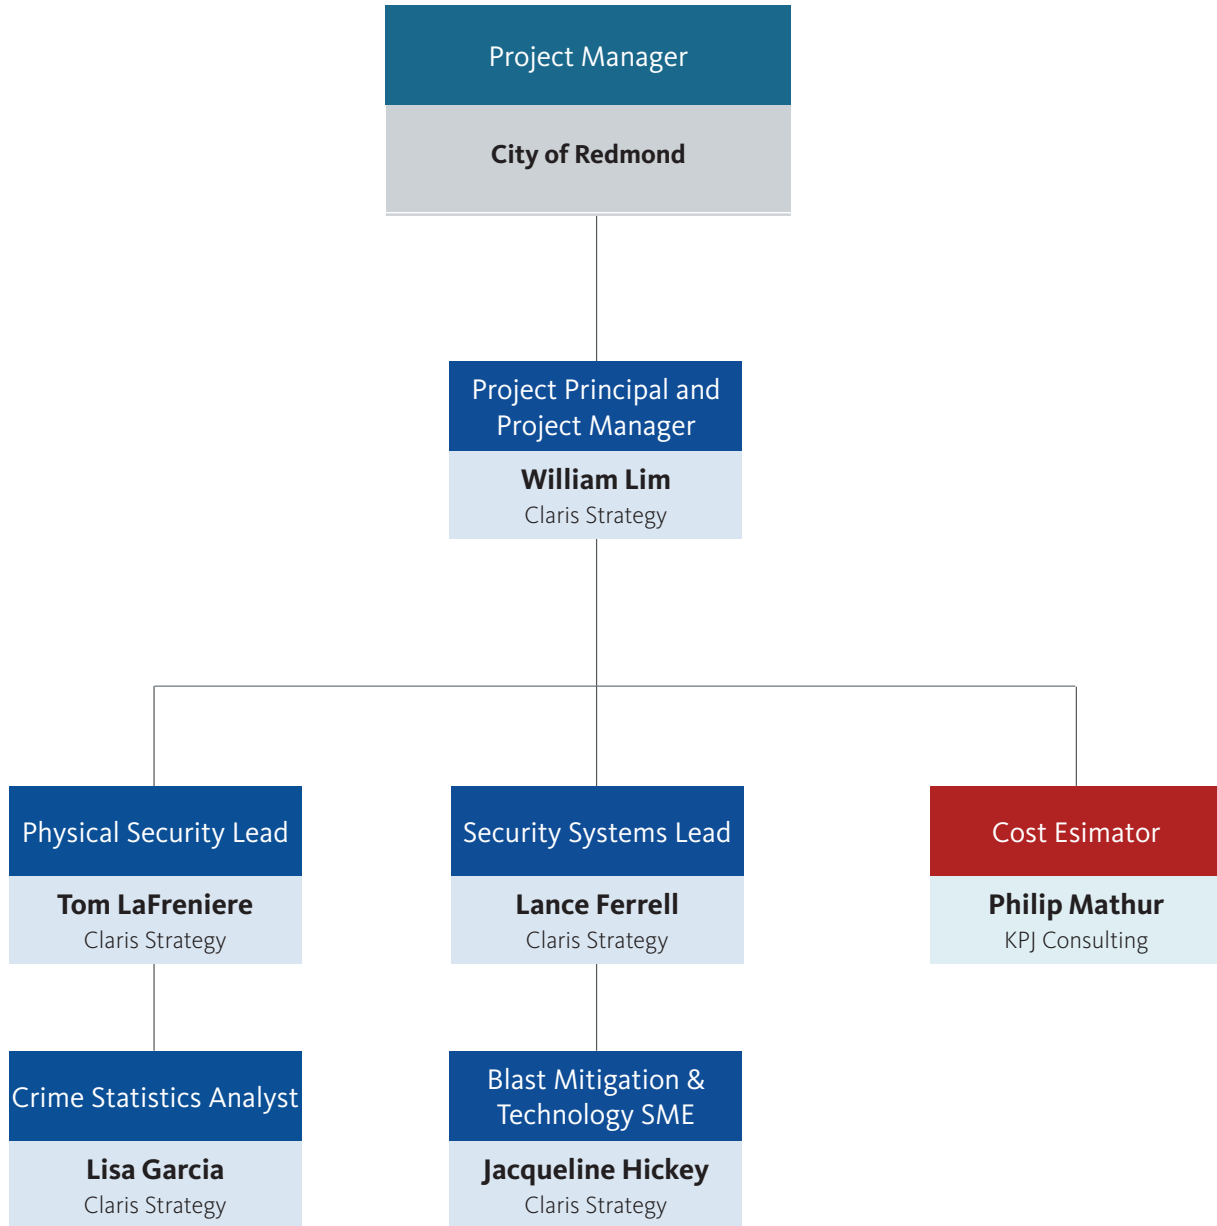 Project Manager
City of Redmond
Project Principal and
Project Manager
William Lim
Claris Strategy
Physical Security Lead
Tom LaFreniere
Claris Strategy
Security Systems Lead
Lance Ferrell
Claris Strategy
Cost Esimator
Philip Mathur
KPJ Consulting
Crime Statistics Analyst
Lisa Garcia
Claris Strategy
Blast Mitigation &
Technology SME
Jacqueline Hickey
Claris Strategy